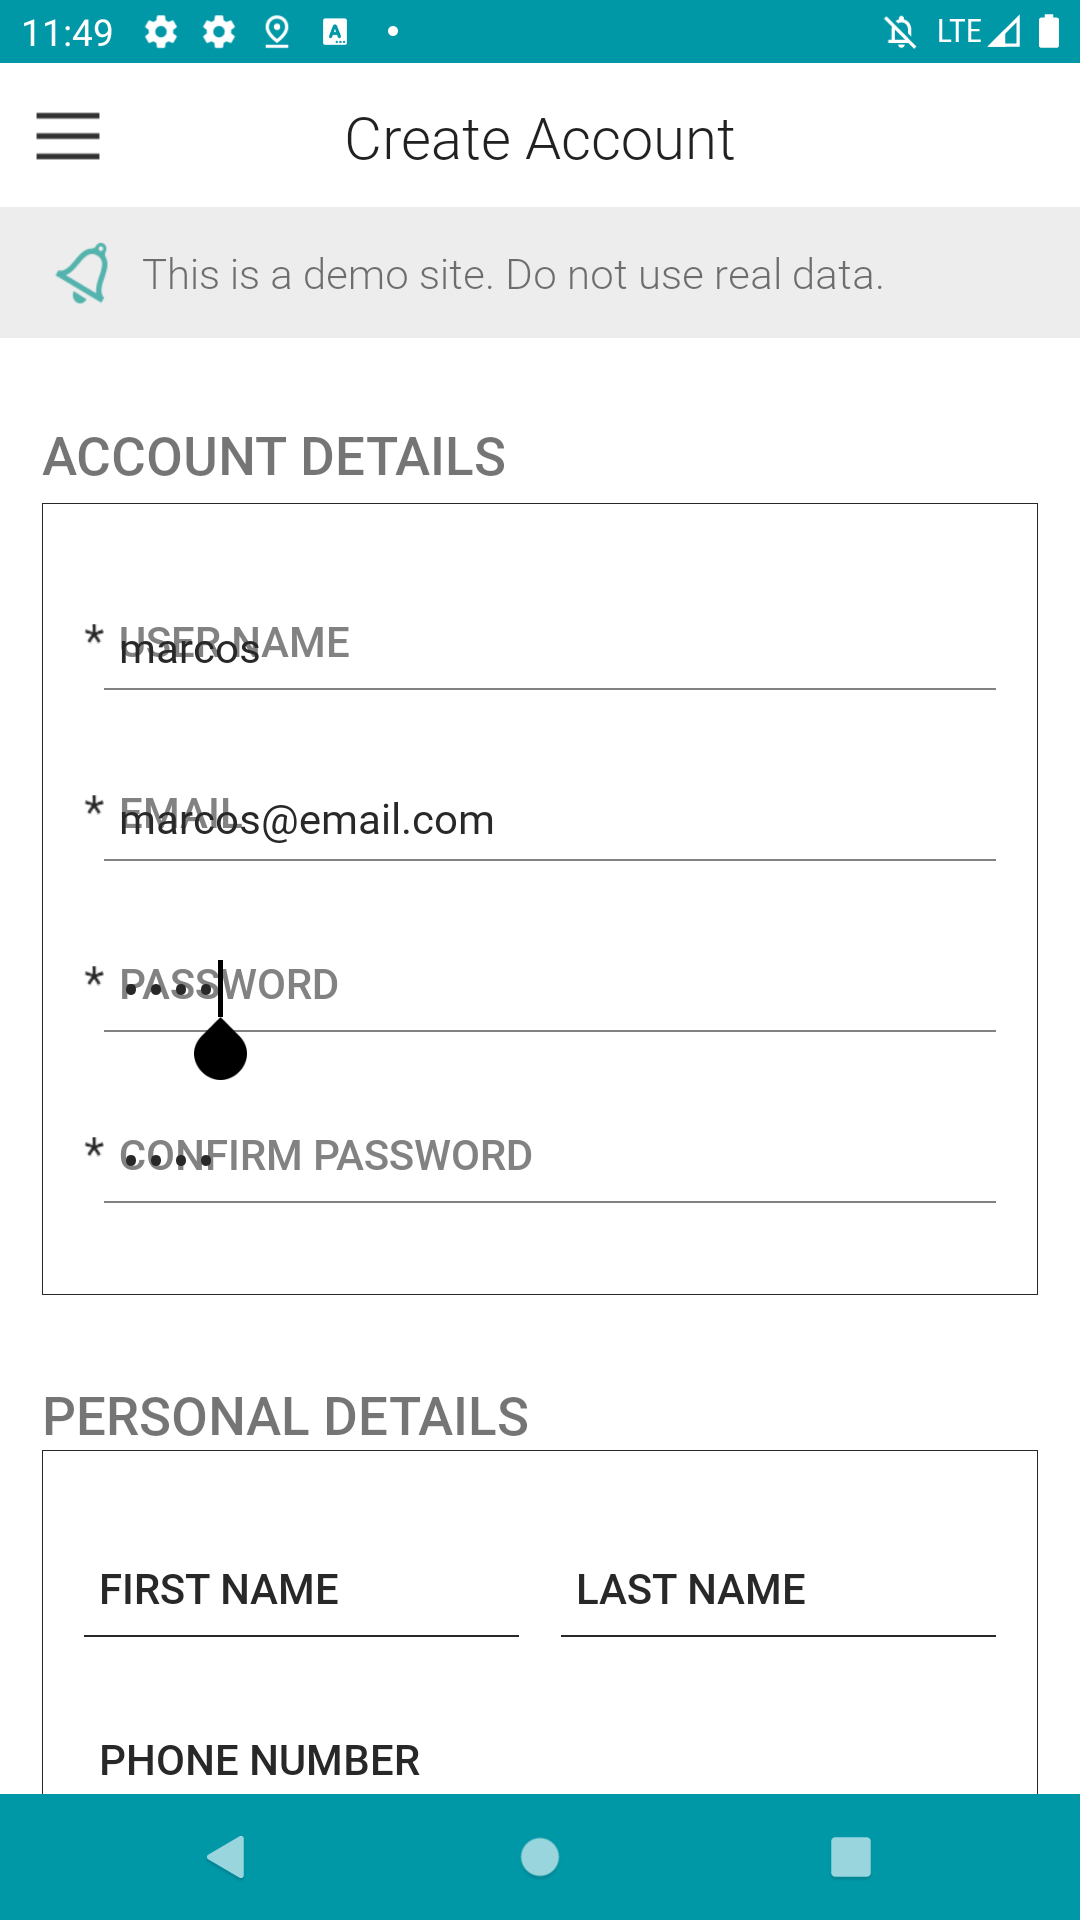 11:49 LTE
Create Account
This is a demo site. Do not use real data.
ACCOUNT DETAILS
* USER NAME
marcos
* EMAIL
marcos@email.com
* PASSWORD
••••
* CONFIRM PASSWORD
••••
PERSONAL DETAILS
FIRST NAME LAST NAME
PHONE NUMBER